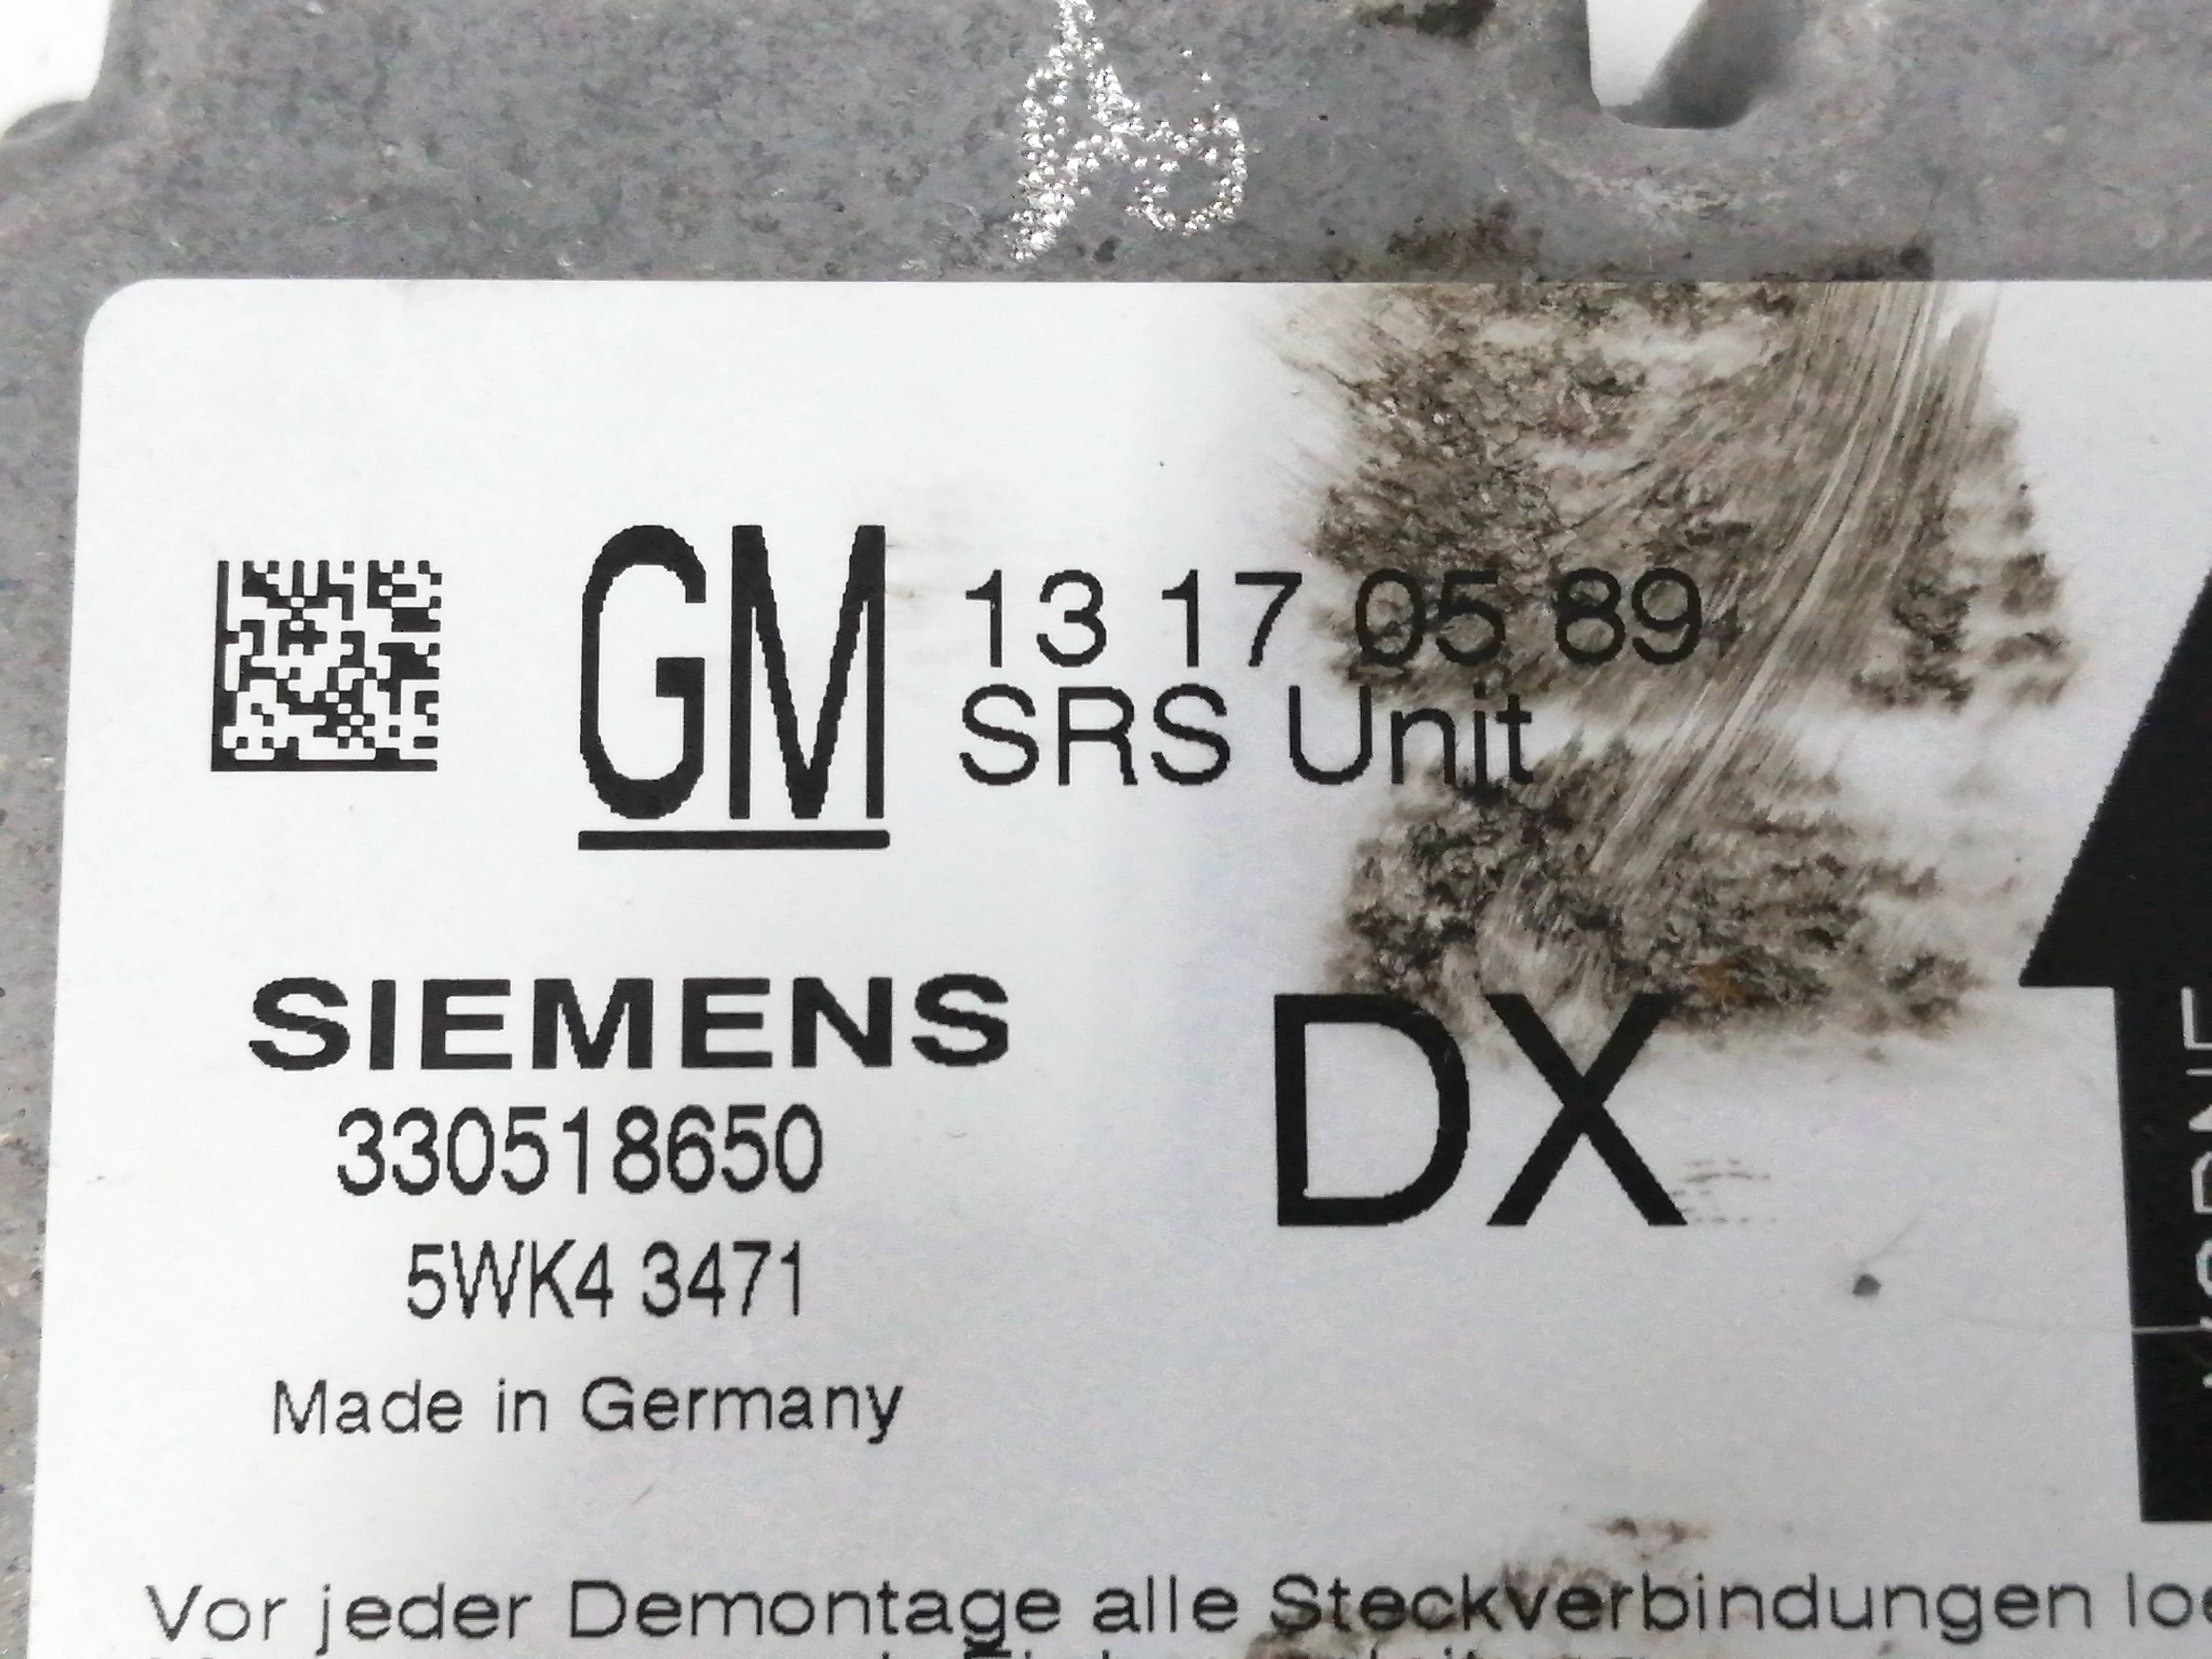 GM 13 17 05 89
SRS Unit
SIEMENS
DX
330518650
5WK4 3471
Made in Germany
Vor jeder Demontage alle Steckverbindungen